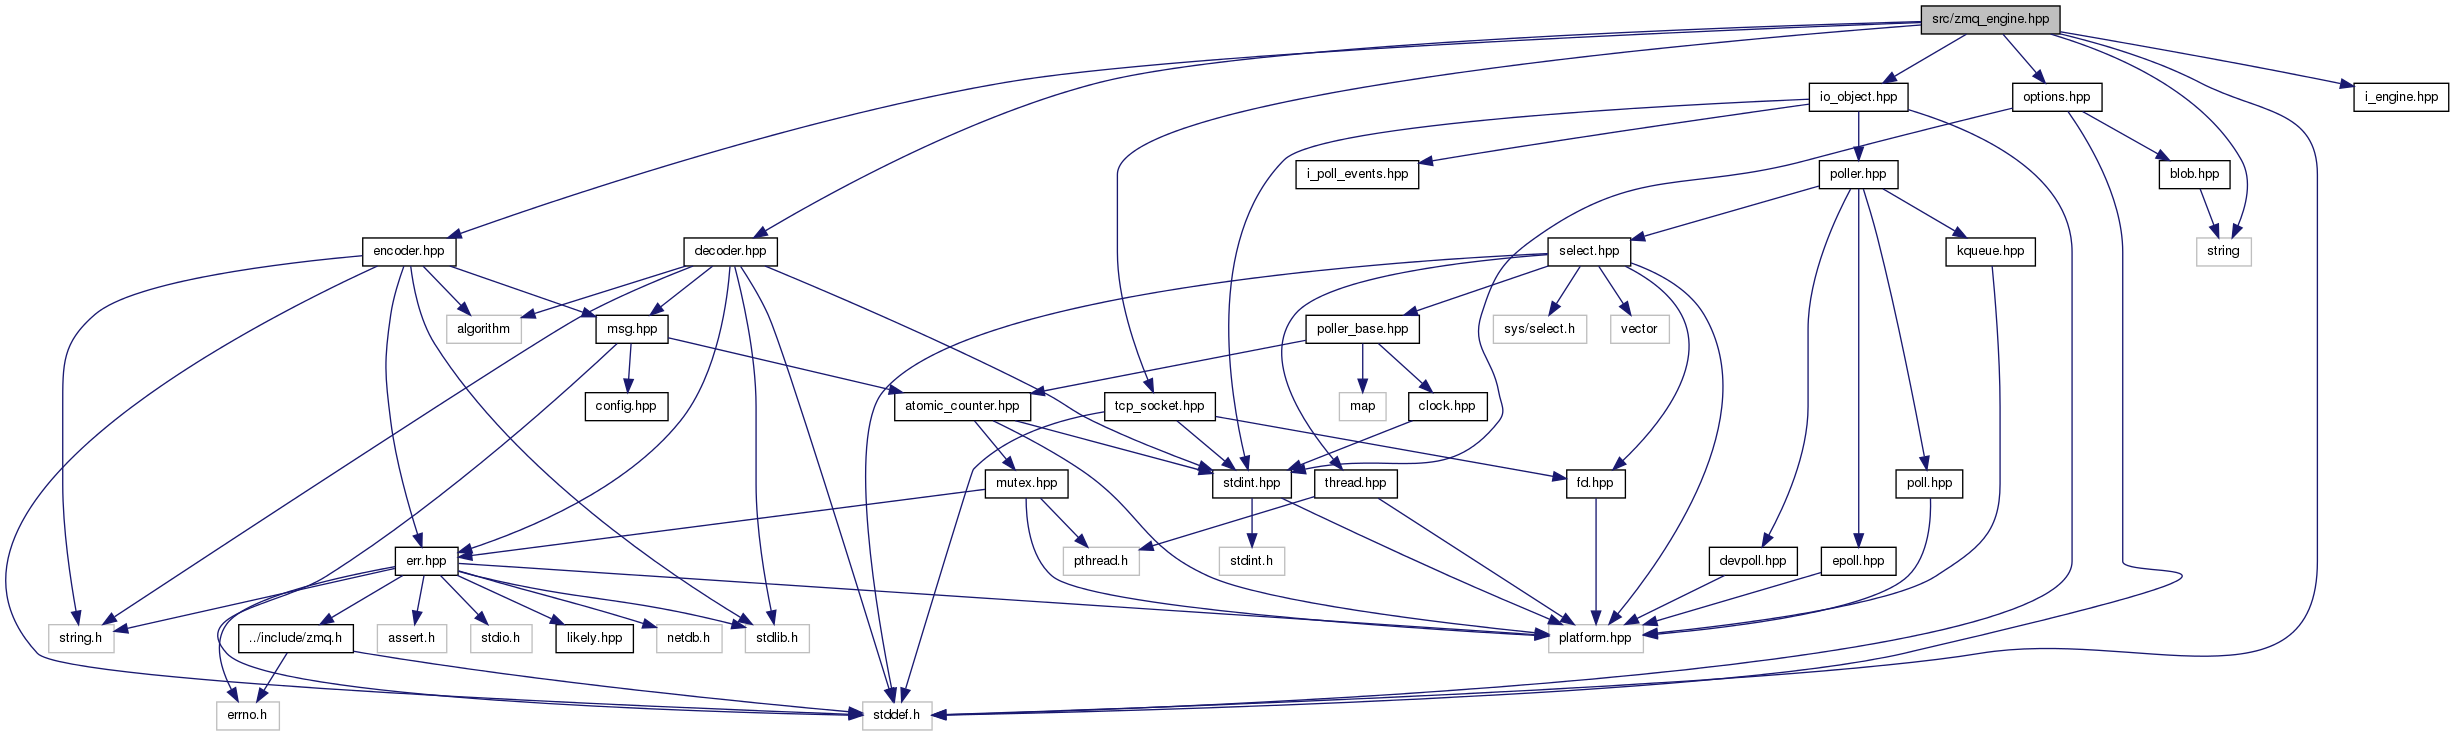 src/zmq_engine.hpp
io_object.hpp
options.hpp
i_engine.hpp
i_poll_events.hpp
poller.hpp
blob.hpp
encoder.hpp
decoder.hpp
select.hpp
kqueue.hpp
string
algorithm
msg.hpp
poller_base.hpp
sys/select.h
vector
config.hpp
atomic_counter.hpp
tcp_socket.hpp
map
clock.hpp
mutex.hpp
stdint.hpp
thread.hpp
fd.hpp
poll.hpp
err.hpp
pthread.h
stdint.h
devpoll.hpp
epoll.hpp
string.h
../include/zmq.h
assert.h
stdio.h
likely.hpp
netdb.h
stdlib.h
platform.hpp
errno.h
stddef.h